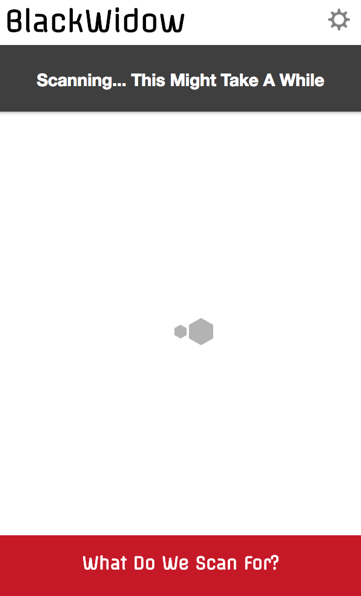 BlackWidow
Scanning... This Might Take A While
What Do We Scan For?